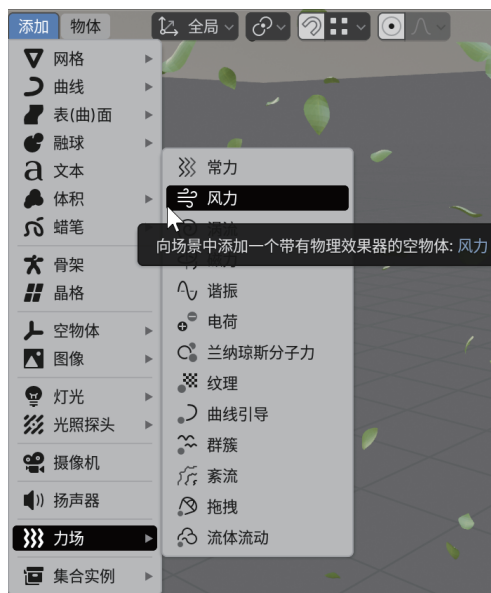 添加 物体 全局
网格
曲线
表(曲)面
融球
文本
体积
蜡笔
骨架
晶格
空物体
图像
灯光
光照探头
摄像机
扬声器
力场
集合实例
常力
风力
向场景中添加一个带有物理效果器的空物体: 风力
谐振
电荷
兰纳琼斯分子力
纹理
曲线引导
群簇
紊流
拖拽
流体流动